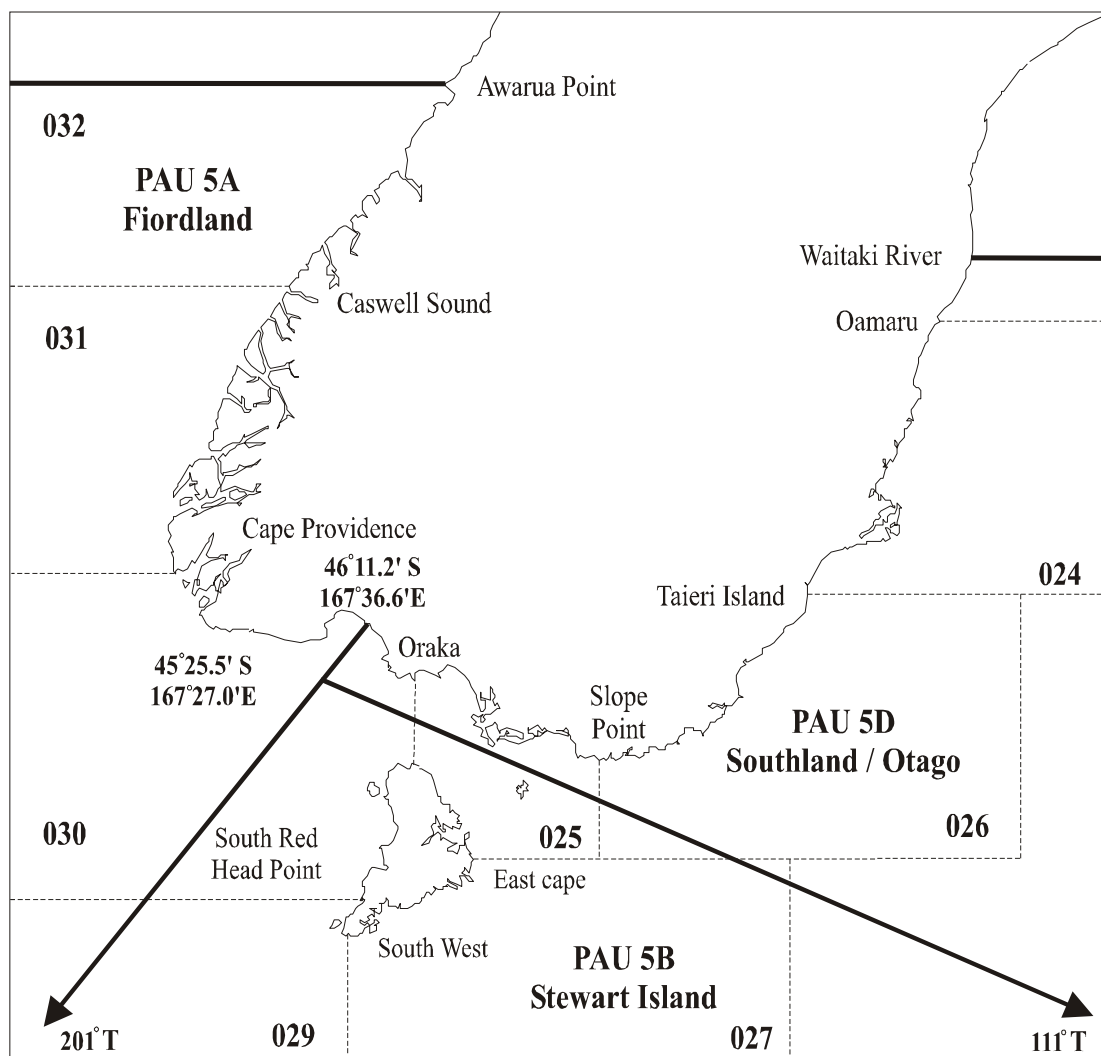 Awarua Point
032
PAU 5A
Fiordland
Waitaki River
Caswell Sound
Oamaru
031
Cape Providence
46°11.2' S
167°36.6'E
024
Taieri Island
Oraka
45°25.5' S
167°27.0'E
Slope
Point
PAU 5D
Southland / Otago
030
South Red
Head Point
025
026
East cape
South West
PAU 5B
Stewart Island
201°T
029
027
111°T